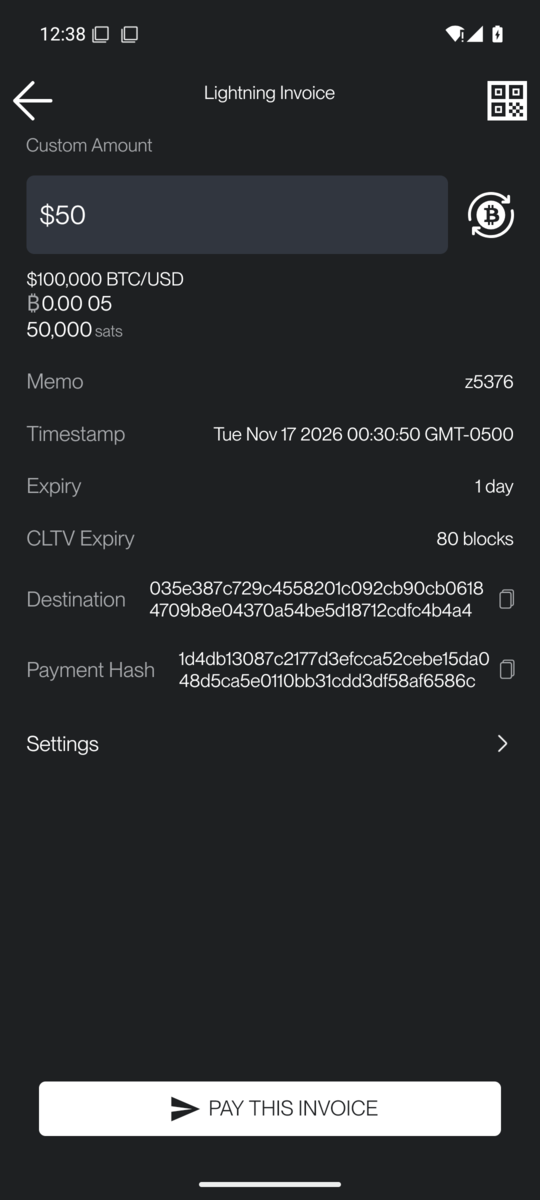 12:38
Lightning Invoice
Custom Amount
$50
$100,000 BTC/USD
₿0.00 05
50,000 sats
Memo z5376
Timestamp Tue Nov 17 2026 00:30:50 GMT-0500
Expiry 1 day
CLTV Expiry 80 blocks
Destination 035e387c729c4558201c092cb90cb0618
4709b8e04370a54be5d18712cdfc4b4a4
Payment Hash 1d4db13087c2177d3efcca52cebe15da0
48d5ca5e0110bb31cdd3df58af6586c
Settings
PAY THIS INVOICE